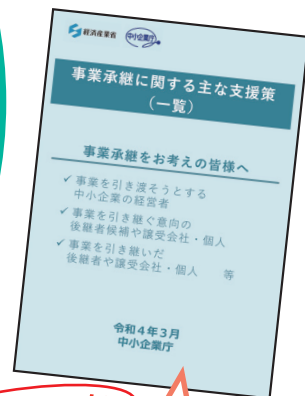 経済産業省 中小企業庁
事業承継に関する主な支援策
（一覧）
事業承継をお考えの皆様へ
✓ 事業を引き渡そうとする
中小企業の経営者
✓ 事業を引き継ぐ意向の
後継者候補や譲受会社・個人
✓ 事業を引き継いだ
後継者や譲受会社・個人 等
令和４年３月
中小企業庁